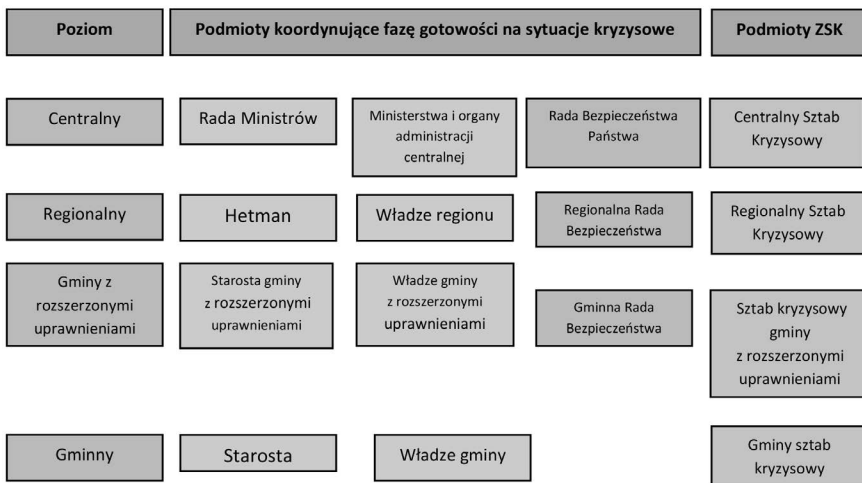 Poziom
Podmioty koordynujące fazę gotowości na sytuacje kryzysowe
Podmioty ZSK
Centralny
Rada Ministrów
Ministerstwa i organy
administracji
centralnej
Rada Bezpieczeństwa
Państwa
Centralny Sztab
Kryzysowy
Regionalny
Hetman
Władze regionu
Regionalna Rada
Bezpieczeństwa
Regionalny Sztab
Kryzysowy
Gminy z
rozszerzonymi
uprawnieniami
Starosta gminy
z rozszerzonymi
uprawnieniami
Władze gminy
z rozszerzonymi
uprawnieniami
Gminna Rada
Bezpieczeństwa
Sztab kryzysowy
gminy
z rozszerzonymi
uprawnieniami
Gminny
Starosta
Władze gminy
Gminy sztab
kryzysowy